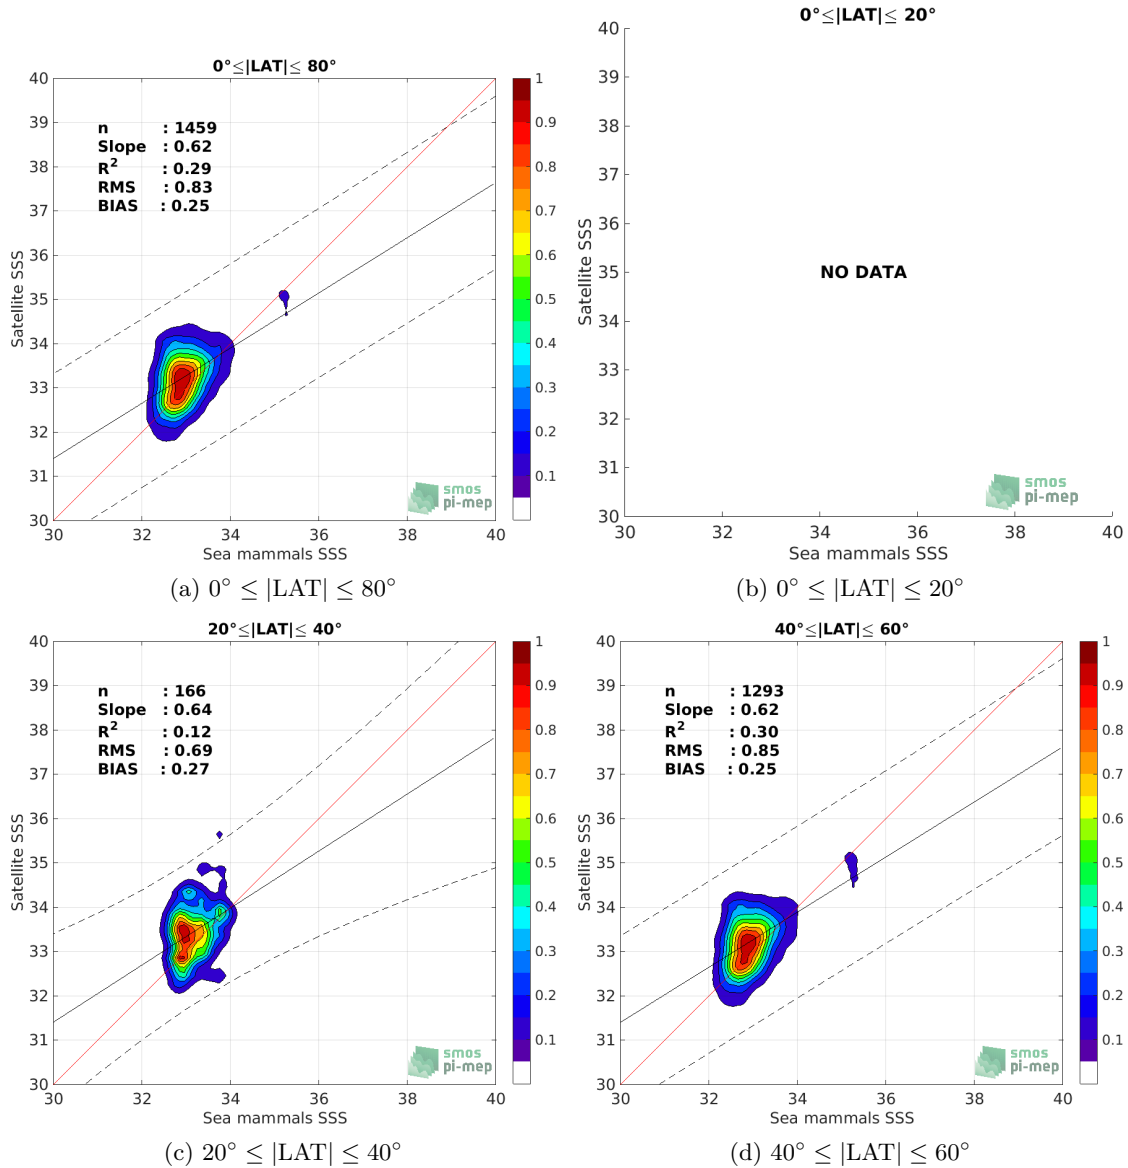 0°≤|LAT|≤ 80°
40
39
38
37
36
35
34
33
32
31
30
Satellite SSS
n : 1459
Slope : 0.62
R² : 0.29
RMS : 0.83
BIAS : 0.25
smos
pi-mep
30 32 34 36 38 40
Sea mammals SSS
1
0.9
0.8
0.7
0.6
0.5
0.4
0.3
0.2
0.1
(a) 0° ≤ |LAT| ≤ 80°
0°≤|LAT|≤ 20°
40
39
38
37
36
35
34
33
32
31
30
Satellite SSS
NO DATA
smos
pi-mep
30 32 34 36 38 40
Sea mammals SSS
(b) 0° ≤ |LAT| ≤ 20°
20°≤|LAT|≤ 40°
40
39
38
37
36
35
34
33
32
31
30
Satellite SSS
n : 166
Slope : 0.64
R² : 0.12
RMS : 0.69
BIAS : 0.27
smos
pi-mep
30 32 34 36 38 40
Sea mammals SSS
1
0.9
0.8
0.7
0.6
0.5
0.4
0.3
0.2
0.1
(c) 20° ≤ |LAT| ≤ 40°
40°≤|LAT|≤ 60°
40
39
38
37
36
35
34
33
32
31
30
Satellite SSS
n : 1293
Slope : 0.62
R² : 0.30
RMS : 0.85
BIAS : 0.25
smos
pi-mep
30 32 34 36 38 40
Sea mammals SSS
1
0.9
0.8
0.7
0.6
0.5
0.4
0.3
0.2
0.1
(d) 40° ≤ |LAT| ≤ 60°